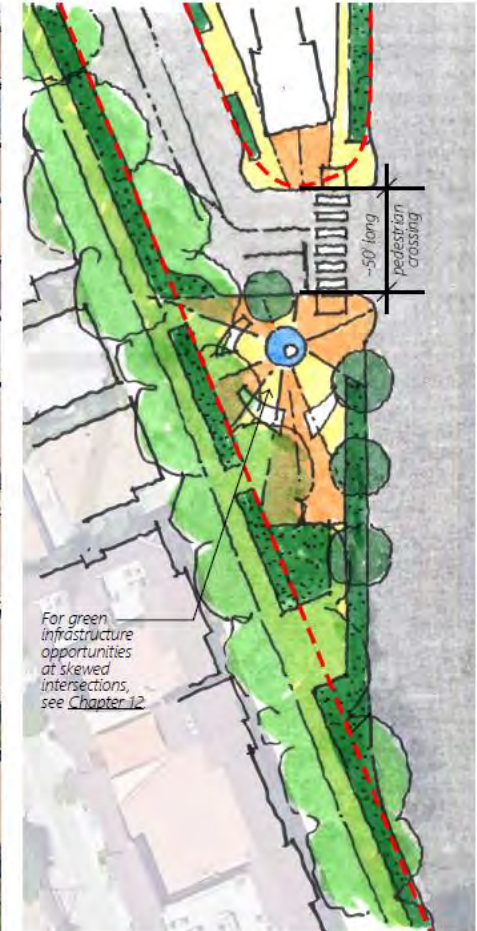 ~50' long
pedestrian
crossing
For green
infrastructure
opportunities
at skewed
intersections,
see Chapter 12.